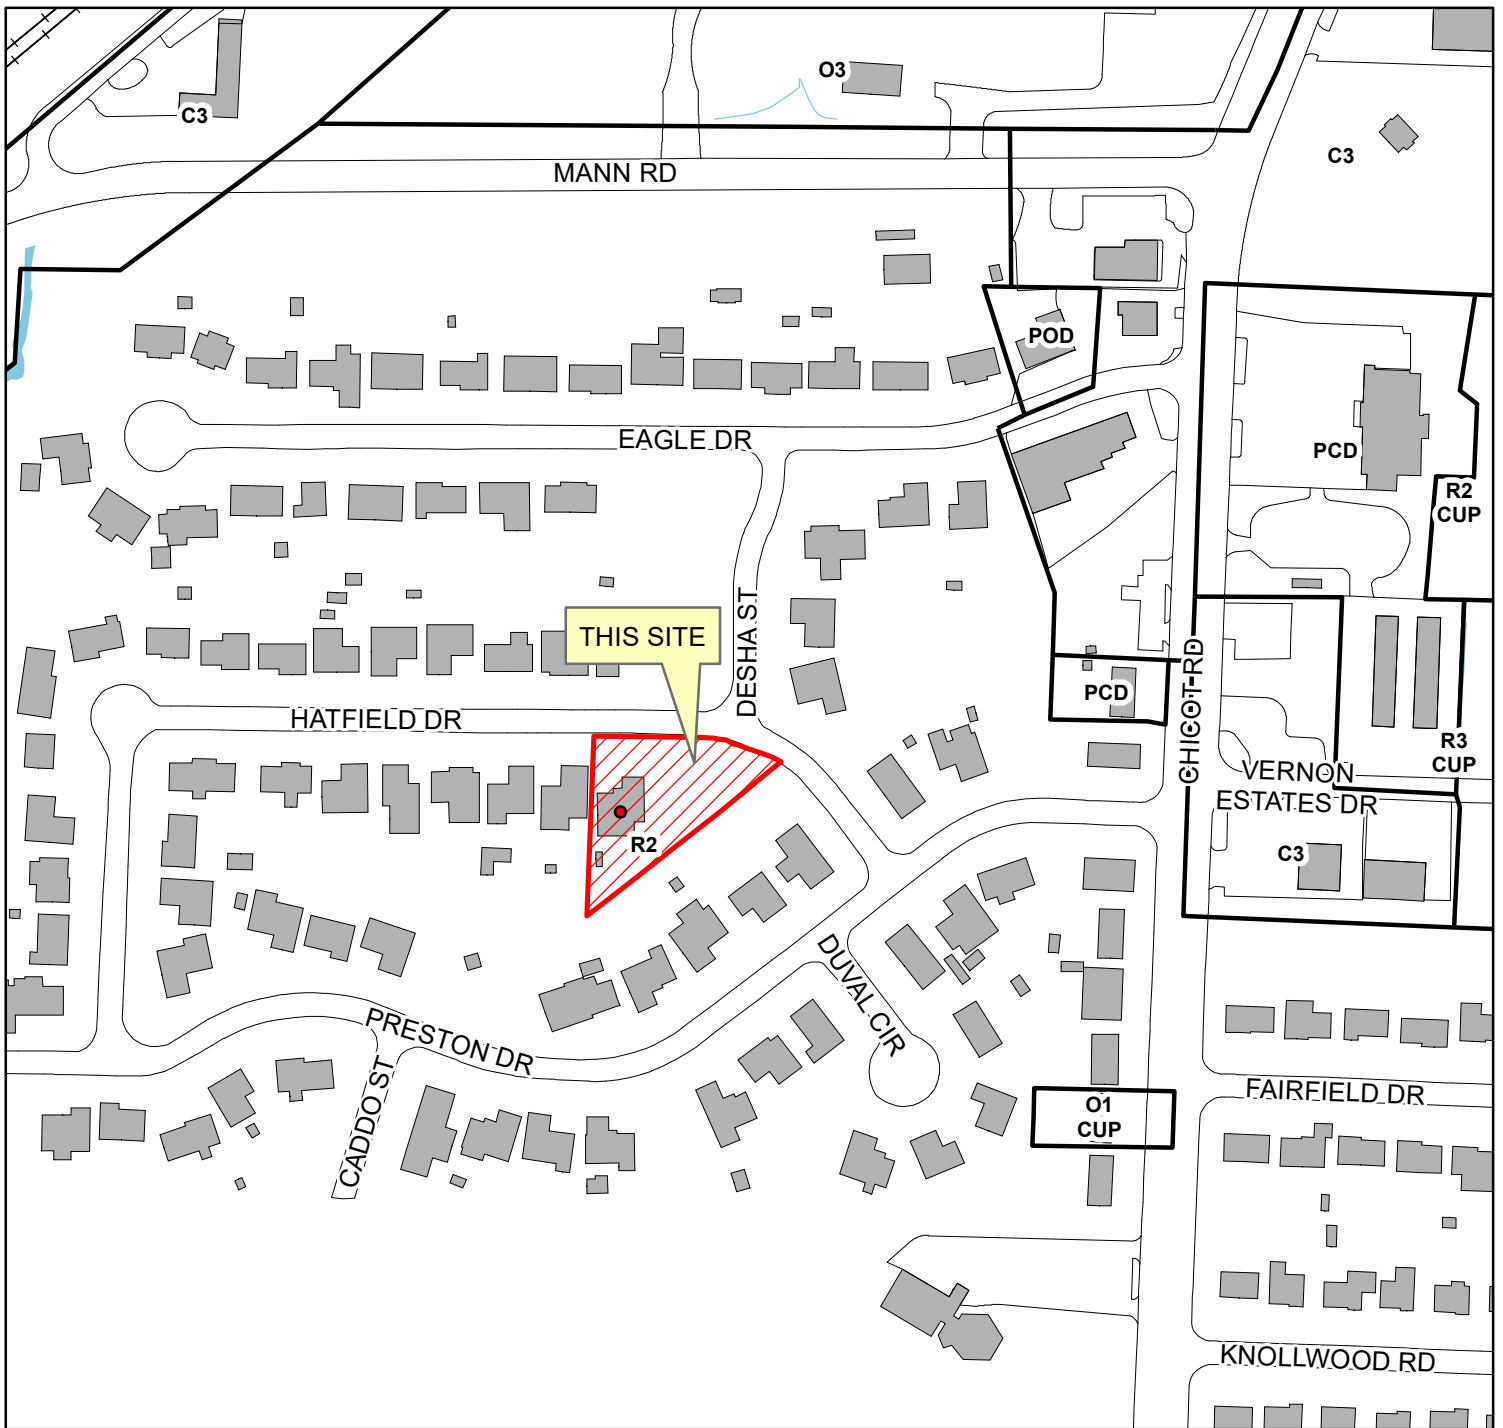 O3
C3
C3
MANN RD
POD
EAGLE DR
PCD
R2
CUP
DESHA ST
THIS SITE
CHICOT RD
PCD
HATFIELD DR
R3
CUP
VERNON
ESTATES DR
R2
C3
DUVAL CIR
PRESTON DR
CADDO ST
FAIRFIELD DR
O1
CUP
KNOLLWOOD RD